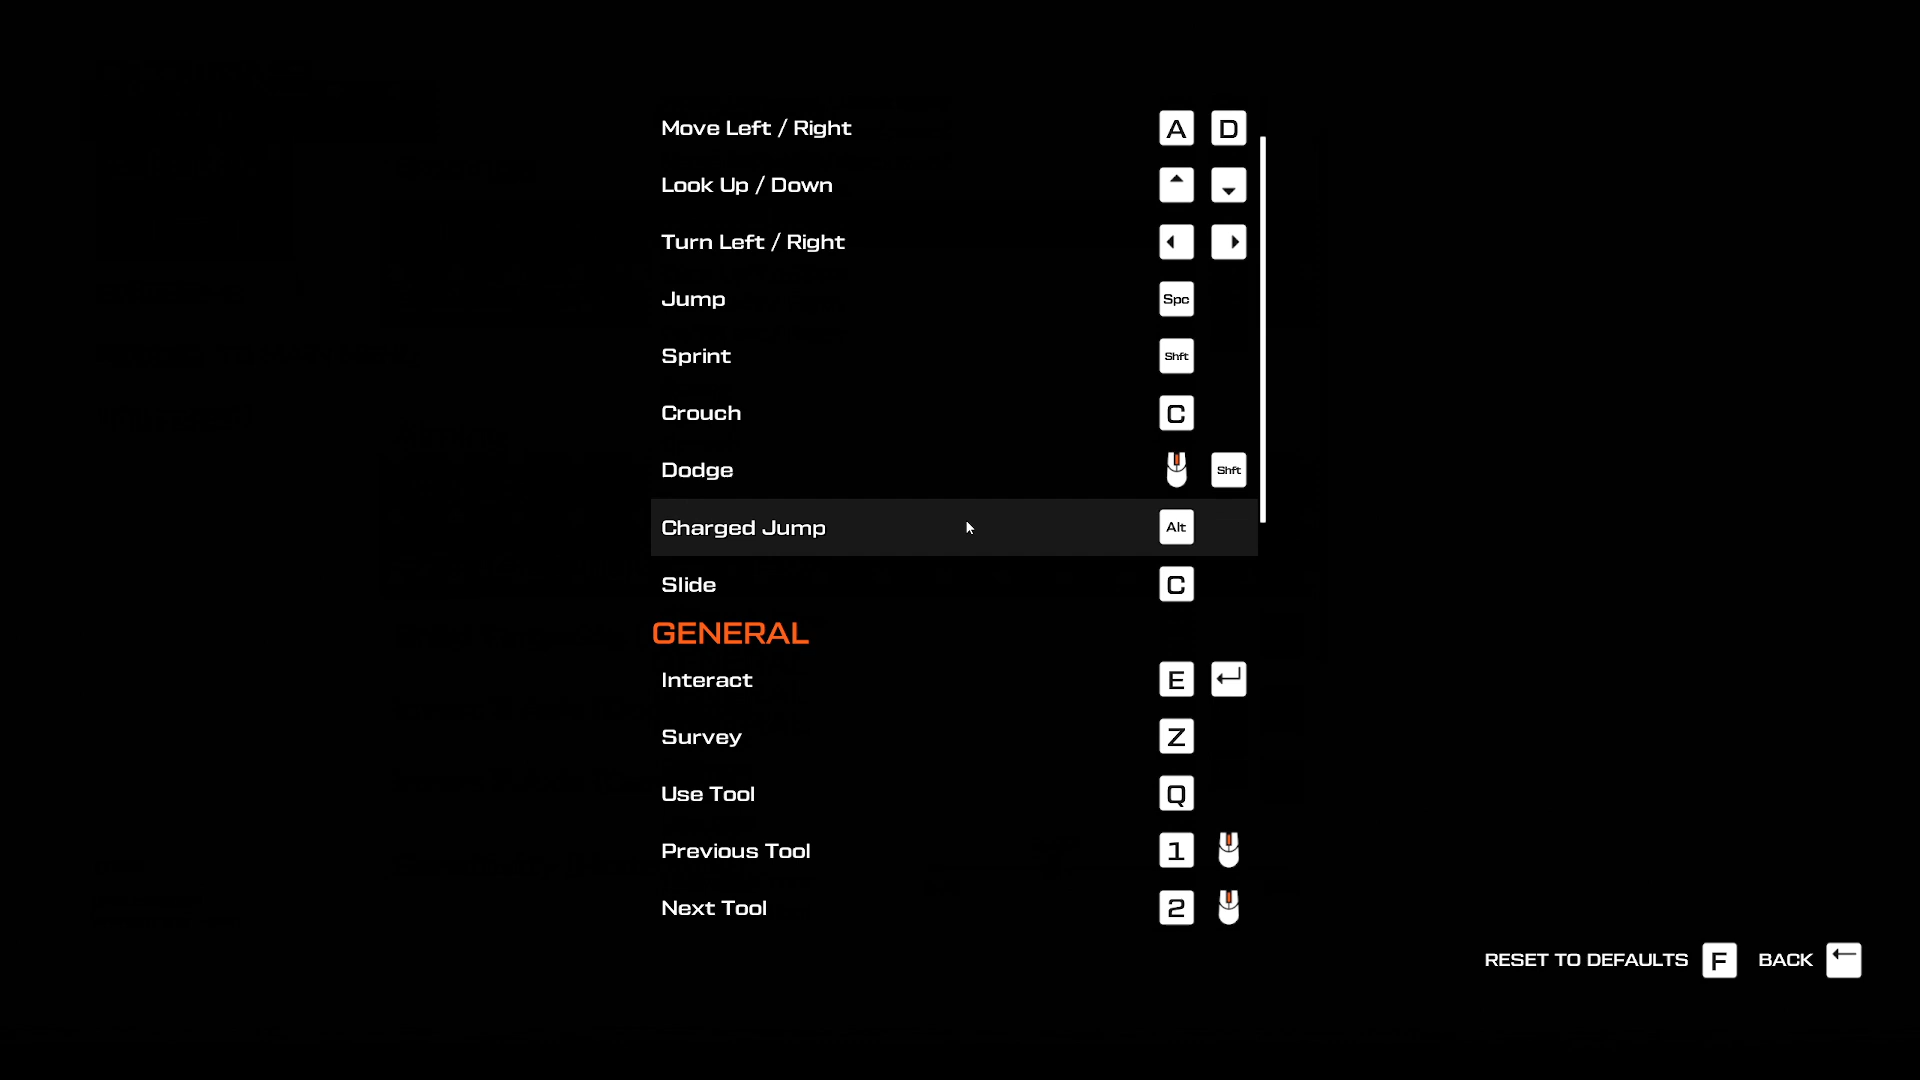 Move Left / Right A D
Look Up / Down
Turn Left / Right
Jump Spc
Sprint Shft
Crouch C
Dodge Shft
Charged Jump Alt
Slide C
GENERAL
Interact E
Survey Z
Use Tool Q
Previous Tool 1
Next Tool 2
RESET TO DEFAULTS F BACK